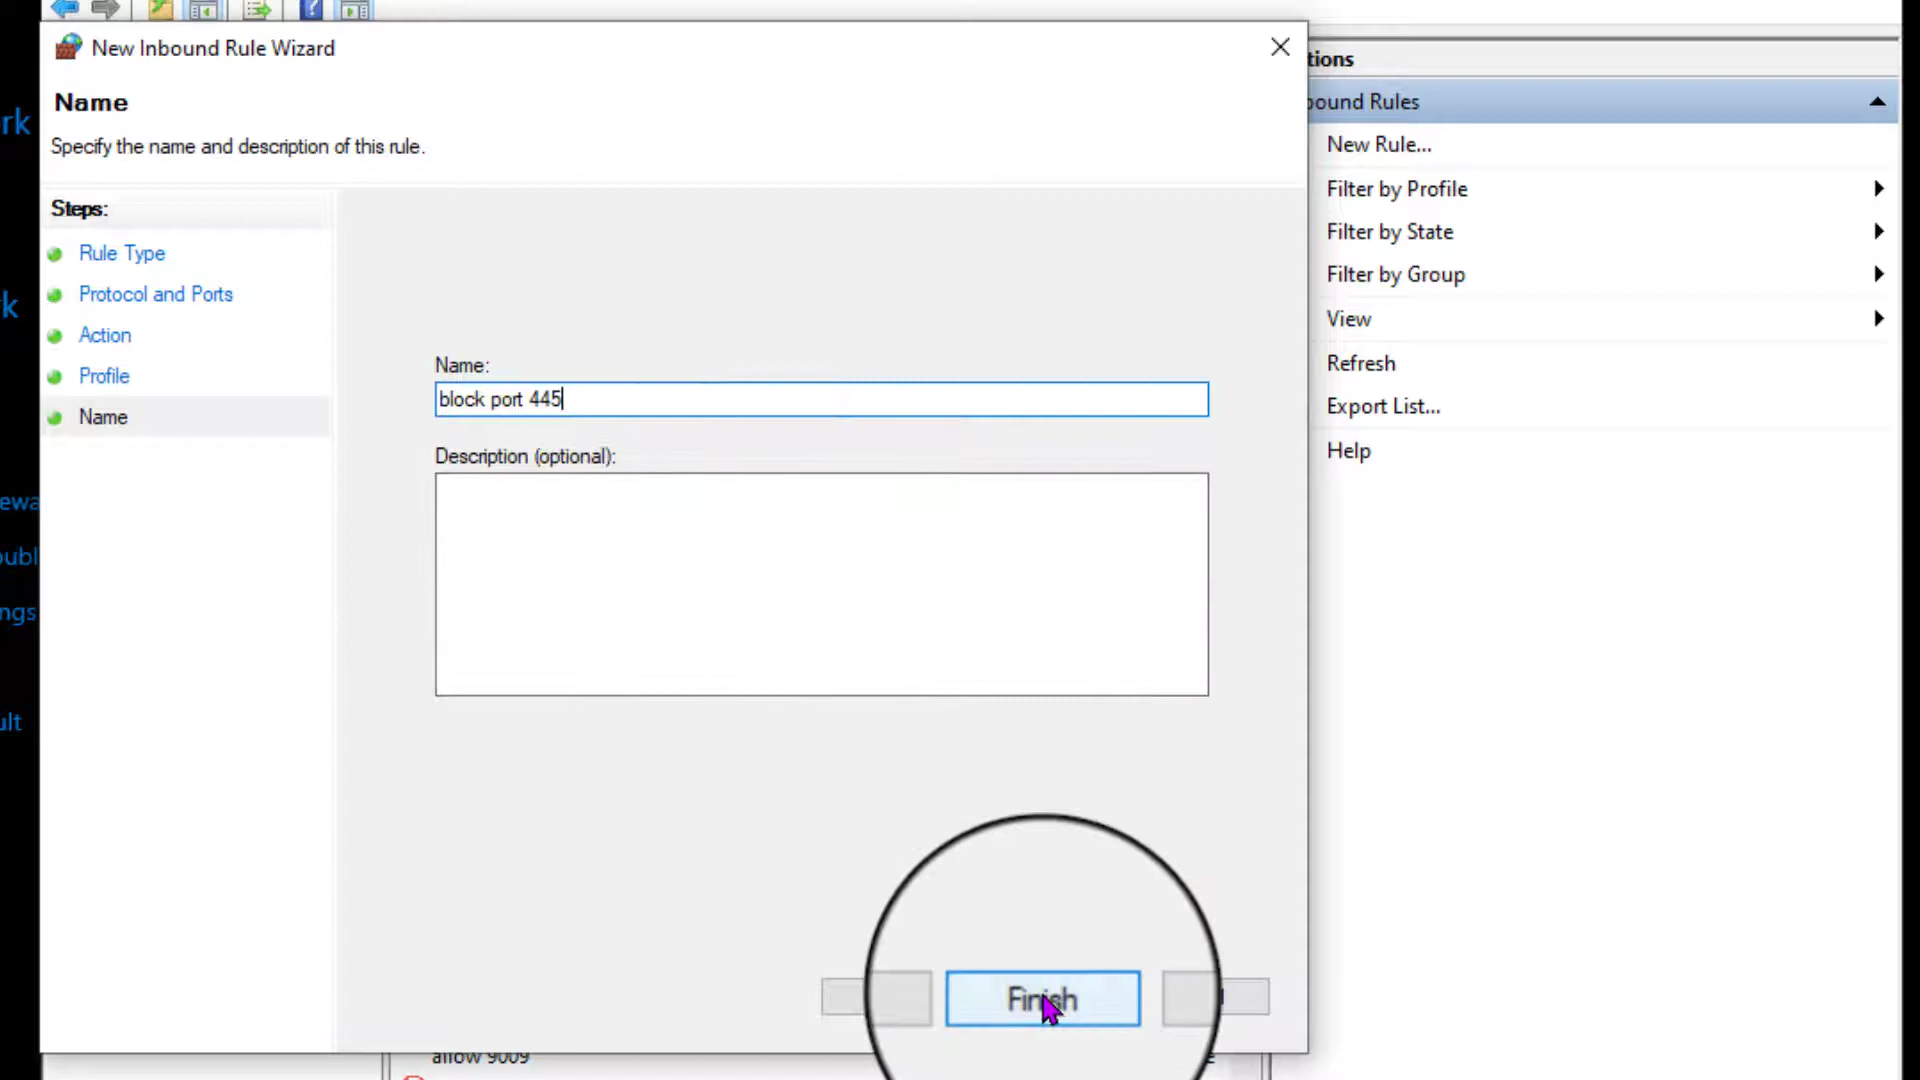 New Inbound Rule Wizard
Name
Specify the name and description of this rule.
Steps:
Rule Type
Protocol and Ports
Action
Profile
Name
Name:
block port 445
Description (optional):
Finish
allow 9009
tions
bound Rules
New Rule...
Filter by Profile
Filter by State
Filter by Group
View
Refresh
Export List...
Help
rk
k
ewa
oubl
ngs
ult